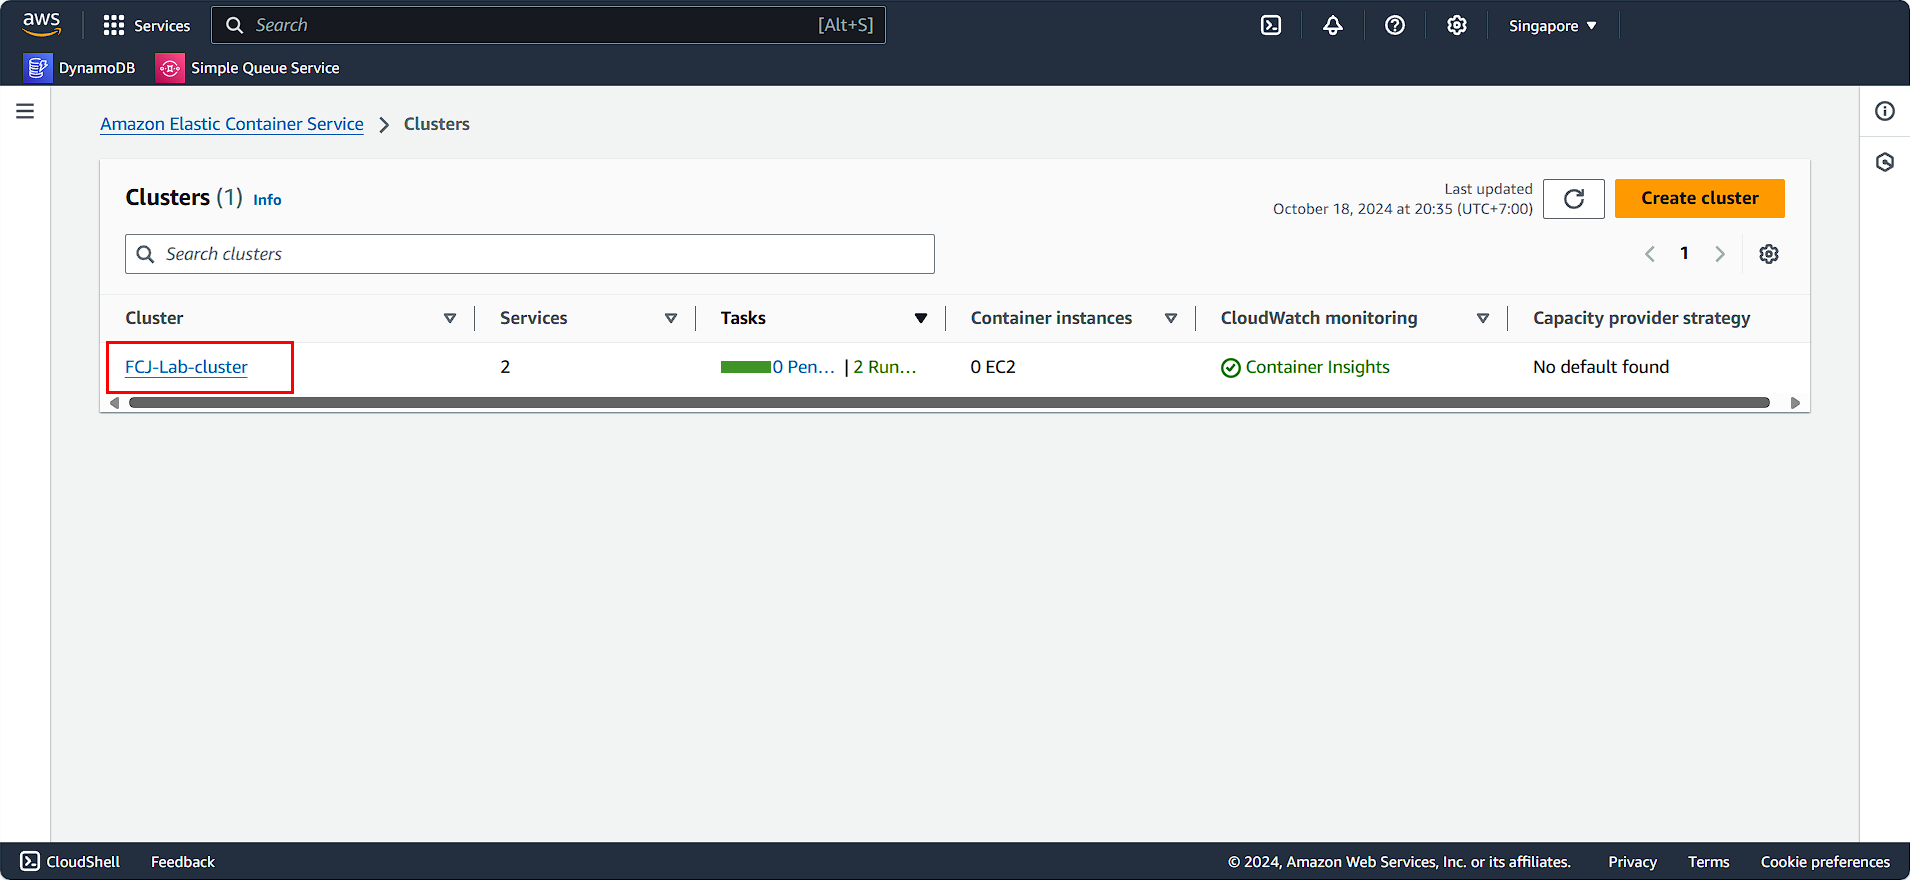 aws Services Search [Alt+S] Singapore
DynamoDB Simple Queue Service
Amazon Elastic Container Service > Clusters
Clusters (1) Info
Last updated
October 18, 2024 at 20:35 (UTC+7:00)
Create cluster
Search clusters
1
Cluster Services Tasks Container instances CloudWatch monitoring Capacity provider strategy
FCJ-Lab-cluster 2 0 Pen... | 2 Run... 0 EC2 Container Insights No default found
CloudShell Feedback © 2024, Amazon Web Services, Inc. or its affiliates. Privacy Terms Cookie preferences